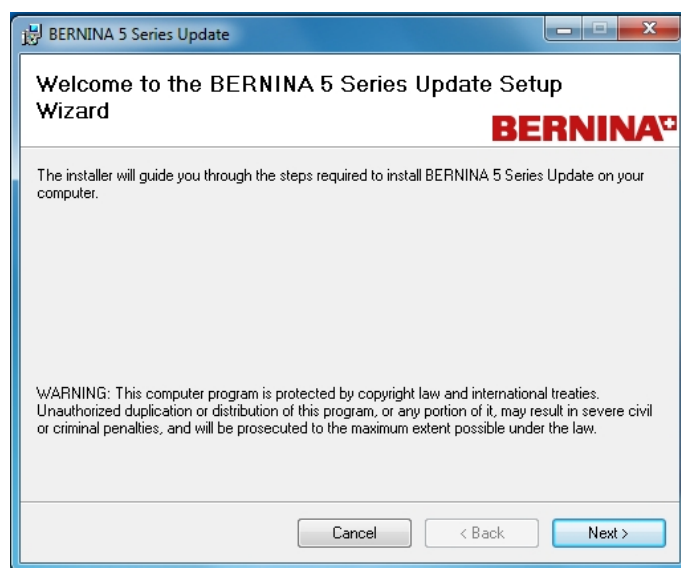 BERNINA 5 Series Update
Welcome to the BERNINA 5 Series Update Setup
Wizard
BERNINA
The installer will guide you through the steps required to install BERNINA 5 Series Update on your
computer.
WARNING: This computer program is protected by copyright law and international treaties.
Unauthorized duplication or distribution of this program, or any portion of it, may result in severe civil
or criminal penalties, and will be prosecuted to the maximum extent possible under the law.
Cancel < Back Next >